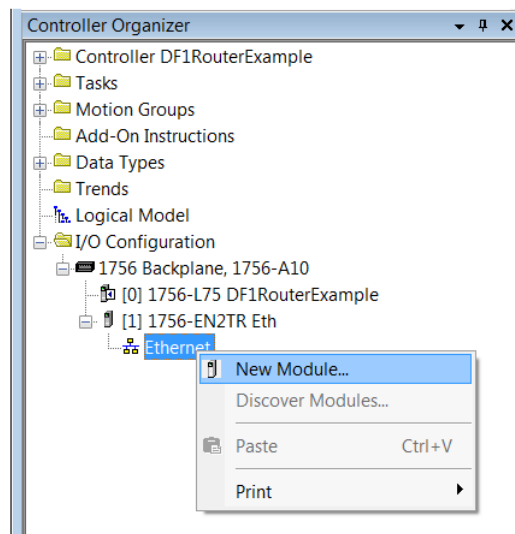 Controller Organizer
Controller DF1RouterExample
Tasks
Motion Groups
Add-On Instructions
Data Types
Trends
Logical Model
I/O Configuration
1756 Backplane, 1756-A10
[0] 1756-L75 DF1RouterExample
[1] 1756-EN2TR Eth
Ethernet
New Module...
Discover Modules...
Paste Ctrl+V
Print